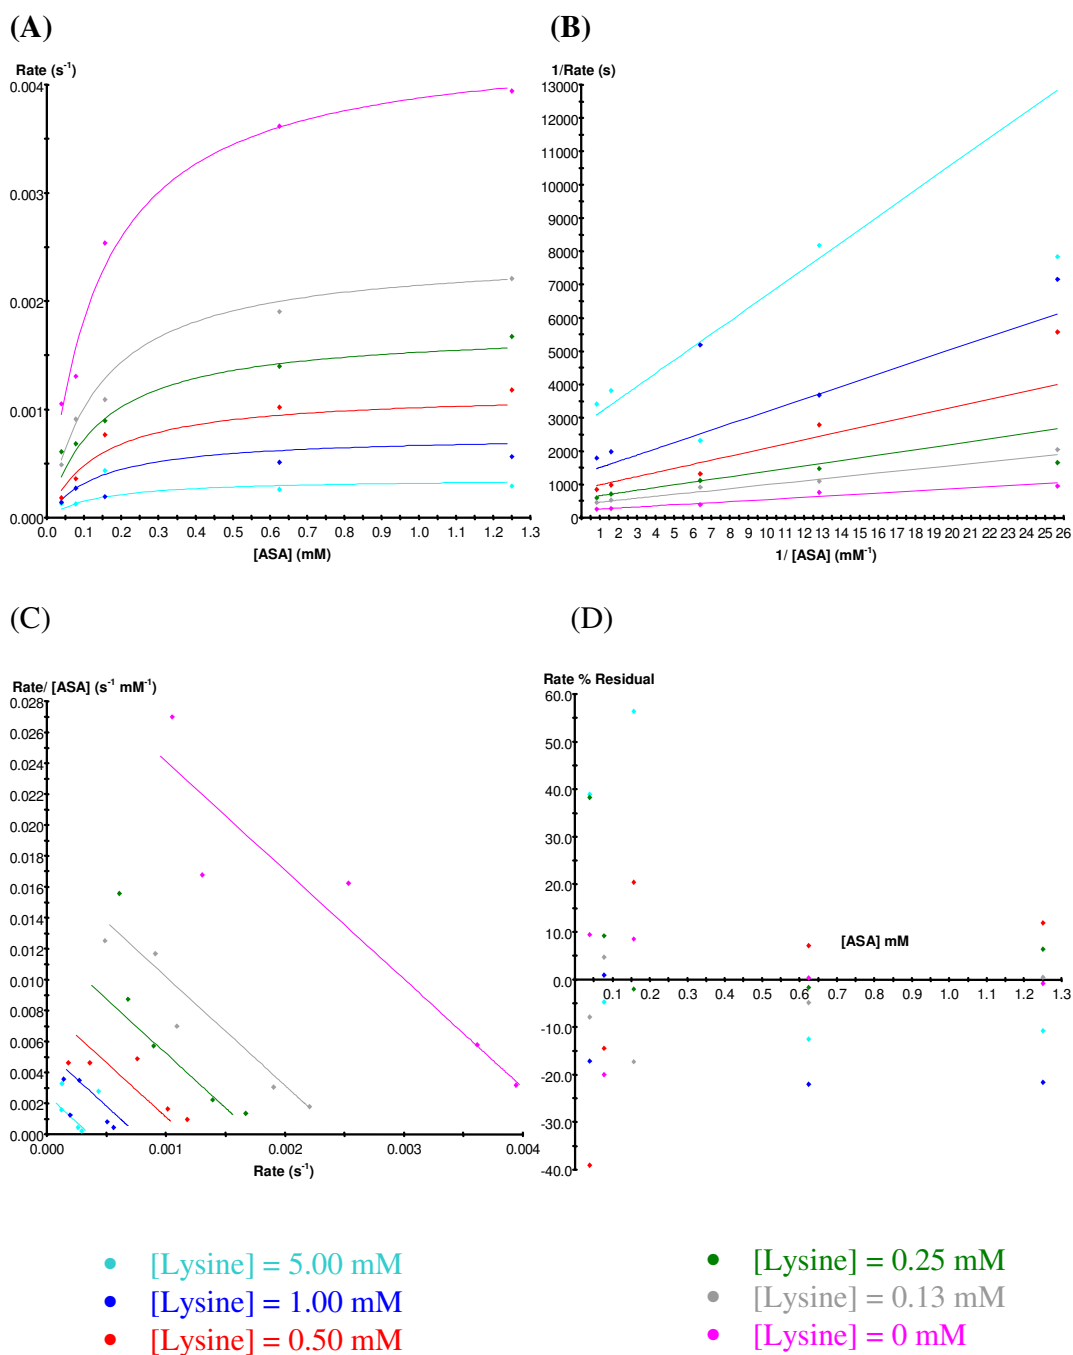 (A)
Rate (s⁻¹)
0.004
0.003
0.002
0.001
0.000
0.0 0.1 0.2 0.3 0.4 0.5 0.6 0.7 0.8 0.9 1.0 1.1 1.2 1.3
[ASA] (mM)
(B)
1/Rate (s)
13000
12000
11000
10000
9000
8000
7000
6000
5000
4000
3000
2000
1000
0
1 2 3 4 5 6 7 8 9 10 11 12 13 14 15 16 17 18 19 20 21 22 23 24 25 26
1/ [ASA] (mM⁻¹)
(C)
Rate/ [ASA] (s⁻¹ mM⁻¹)
0.028
0.026
0.024
0.022
0.020
0.018
0.016
0.014
0.012
0.010
0.008
0.006
0.004
0.002
0.000
0.000 0.001 0.002 0.003 0.004
Rate (s⁻¹)
(D)
Rate % Residual
60.0
50.0
40.0
30.0
20.0
10.0
[ASA] mM
0.0
0.1 0.2 0.3 0.4 0.5 0.6 0.7 0.8 0.9 1.0 1.1 1.2 1.3
-10.0
-20.0
-30.0
-40.0
[Lysine] = 5.00 mM
[Lysine] = 1.00 mM
[Lysine] = 0.50 mM
[Lysine] = 0.25 mM
[Lysine] = 0.13 mM
[Lysine] = 0 mM